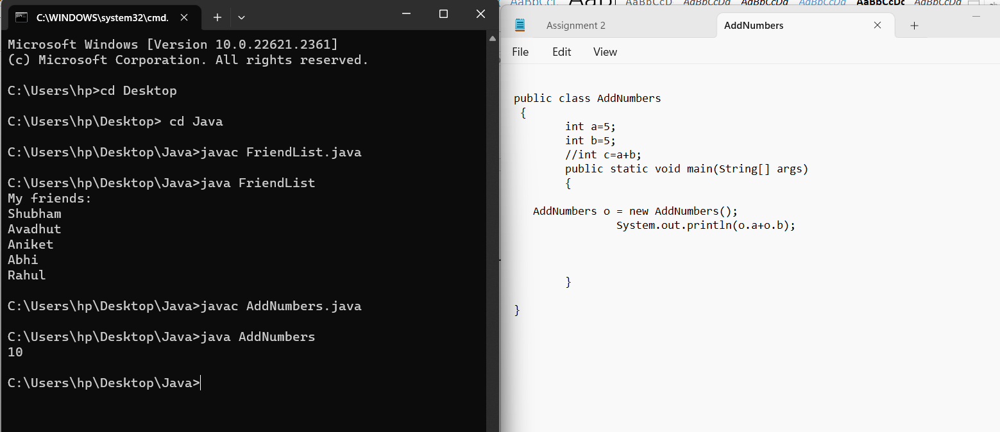 AaBbCcDd AaBbCcDd AaBbCcDd AaBbCcDd
C:\WINDOWS\system32\cmd.
Microsoft Windows [Version 10.0.22621.2361]
(c) Microsoft Corporation. All rights reserved.
C:\Users\hp>cd Desktop
C:\Users\hp\Desktop> cd Java
C:\Users\hp\Desktop\Java>javac FriendList.java
C:\Users\hp\Desktop\Java>java FriendList
My friends:
Shubham
Avadhut
Aniket
Abhi
Rahul
C:\Users\hp\Desktop\Java>javac AddNumbers.java
C:\Users\hp\Desktop\Java>java AddNumbers
10
C:\Users\hp\Desktop\Java>
Assignment 2
AddNumbers
File Edit View
public class AddNumbers
{
int a=5;
int b=5;
//int c=a+b;
public static void main(String[] args)
{
AddNumbers o = new AddNumbers();
System.out.println(o.a+o.b);
}
}